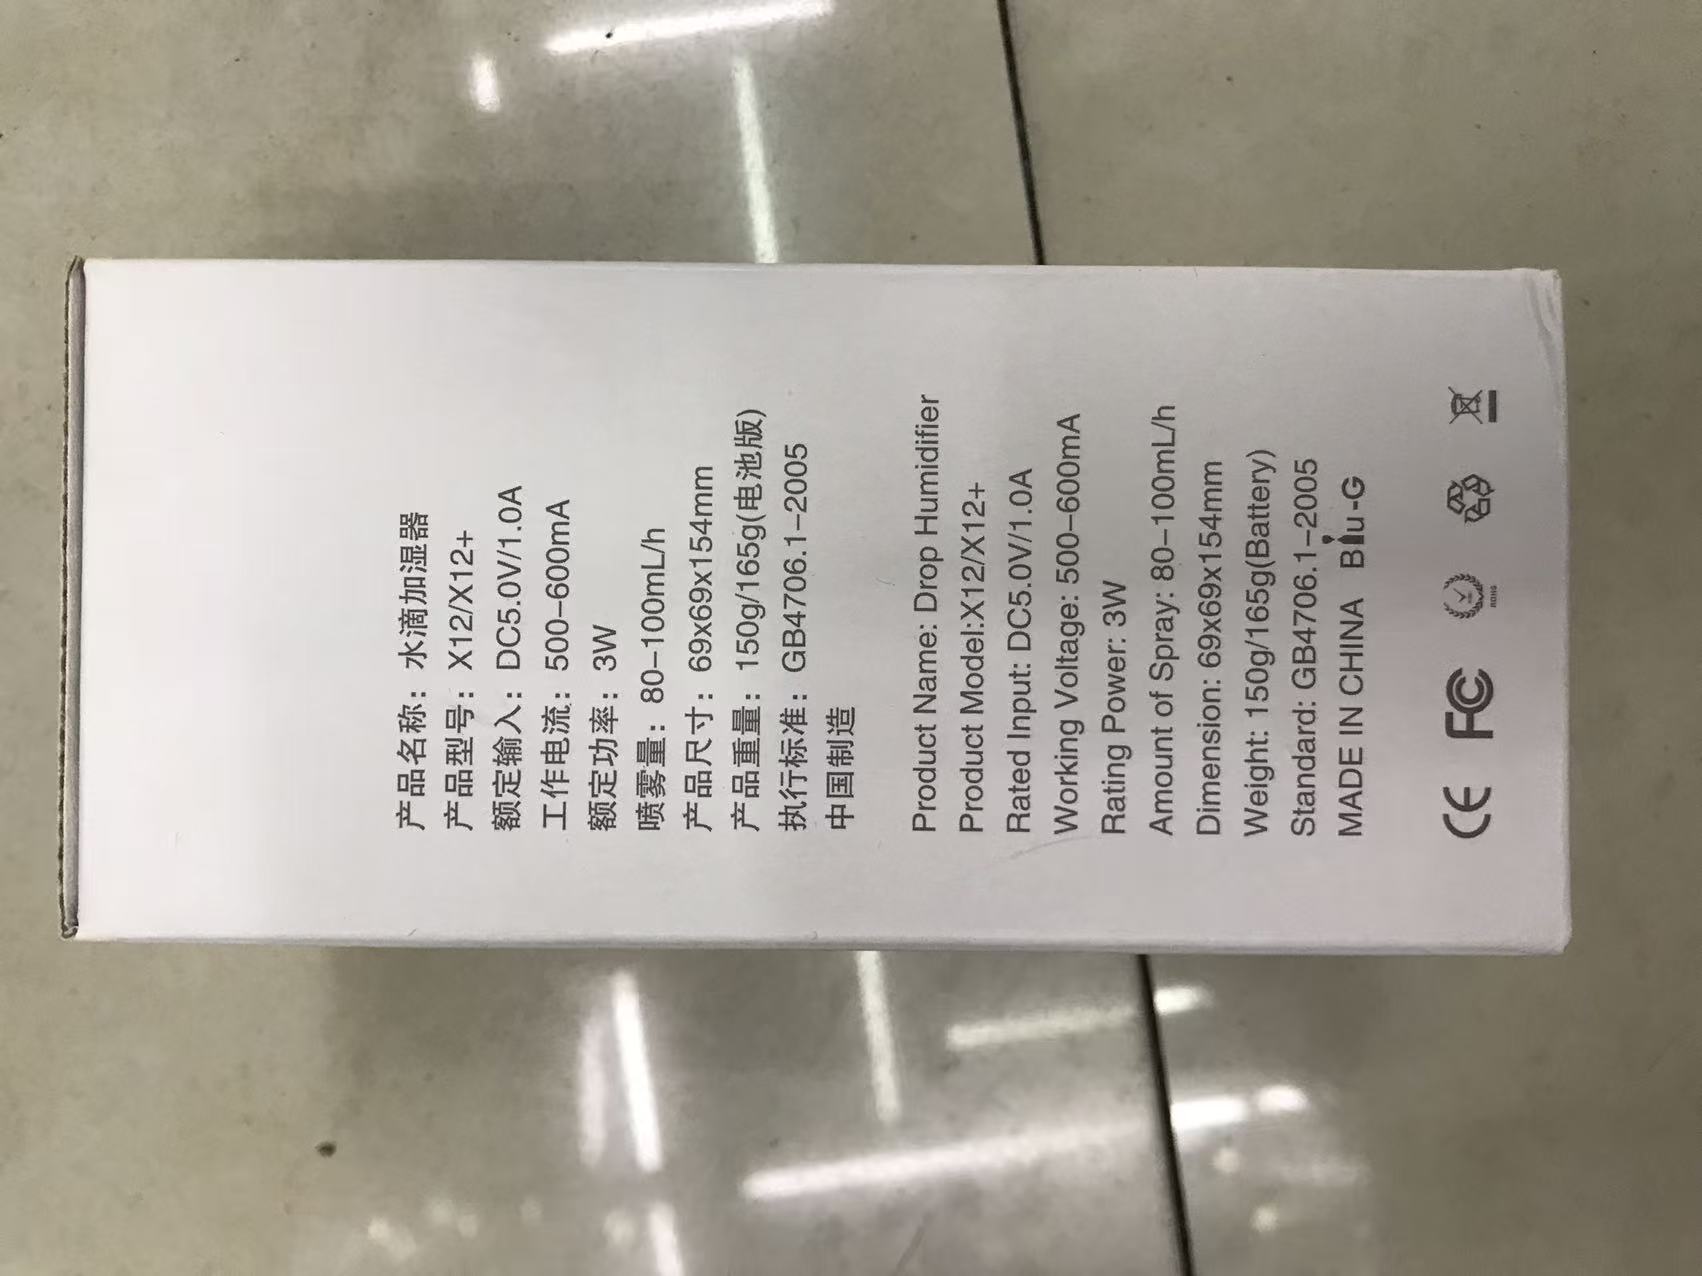 产品名称：水滴加湿器
产品型号：X12/X12+
额定输入：DC5.0V/1.0A
工作电流：500-600mA
额定功率：3W
喷雾量：80-100mL/h
产品尺寸：69x69x154mm
产品重量：150g/165g(电池版)
执行标准：GB4706.1-2005
中国制造
Product Name: Drop Humidifier
Product Model:X12/X12+
Rated Input: DC5.0V/1.0A
Working Voltage: 500-600mA
Rating Power: 3W
Amount of Spray: 80-100mL/h
Dimension: 69x69x154mm
Weight: 150g/165g(Battery)
Standard: GB4706.1-2005
MADE IN CHINA Biu-G
CE FC ROHS